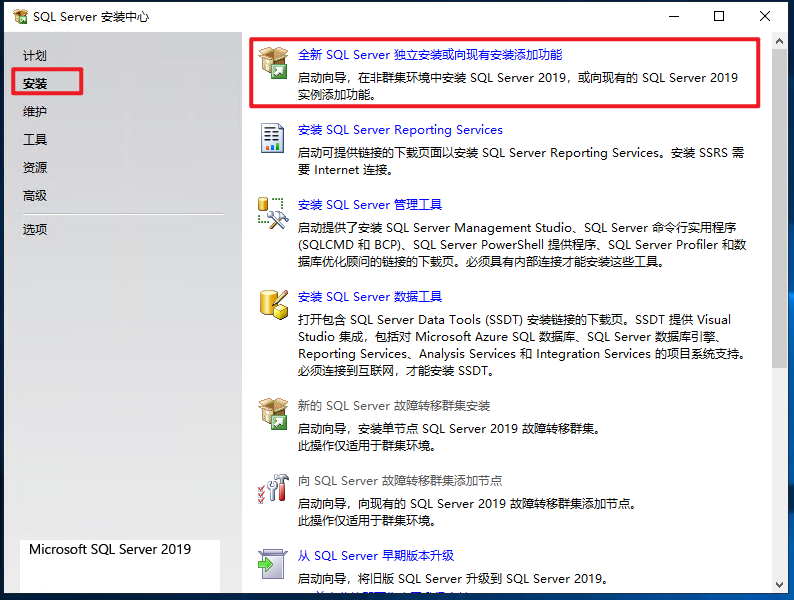 SQL Server 安装中心
计划
安装
维护
工具
资源
高级
选项
Microsoft SQL Server 2019
全新 SQL Server 独立安装或向现有安装添加功能
启动向导，在非群集环境中安装 SQL Server 2019，或向现有的 SQL Server 2019
实例添加功能。
安装 SQL Server Reporting Services
启动可提供链接的下载页面以安装 SQL Server Reporting Services。安装 SSRS 需
要 Internet 连接。
安装 SQL Server 管理工具
启动提供了安装 SQL Server Management Studio、SQL Server 命令行实用程序
(SQLCMD 和 BCP)、SQL Server PowerShell 提供程序、SQL Server Profiler 和数
据库优化顾问的链接的下载页。必须具有内部连接才能安装这些工具。
安装 SQL Server 数据工具
打开包含 SQL Server Data Tools (SSDT) 安装链接的下载页。SSDT 提供 Visual
Studio 集成，包括对 Microsoft Azure SQL 数据库、SQL Server 数据库引擎、
Reporting Services、Analysis Services 和 Integration Services 的项目系统支持。
必须连接到互联网，才能安装 SSDT。
新的 SQL Server 故障转移群集安装
启动向导，安装单节点 SQL Server 2019 故障转移群集。
此操作仅适用于群集环境。
向 SQL Server 故障转移群集添加节点
启动向导，向现有的 SQL Server 2019 故障转移群集添加节点。
此操作仅适用于群集环境。
从 SQL Server 早期版本升级
启动向导，将旧版 SQL Server 升级到 SQL Server 2019。